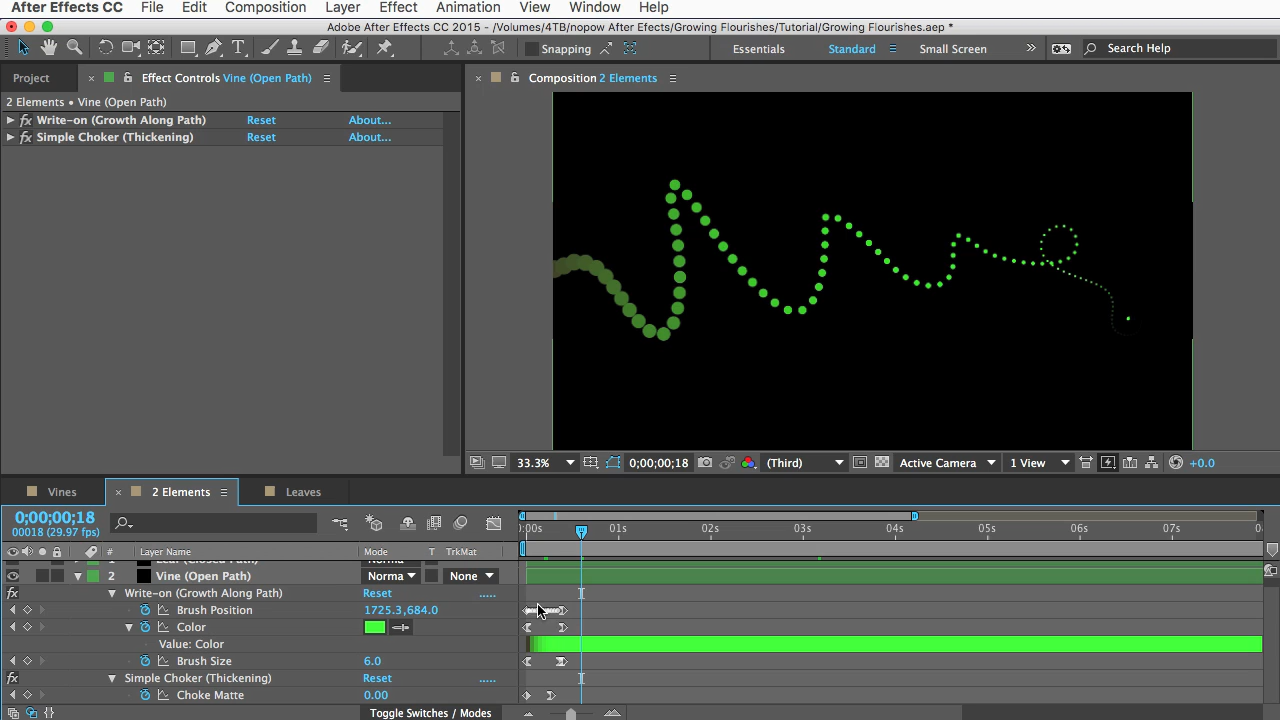 After Effects CC File Edit Composition Layer Effect Animation View Window Help
Adobe After Effects CC 2015 - /Volumes/4TB/nopow After Efects/Growing Flourishes/Tutorial/Growing Flourishes.aep *
T Snapping Essentials Standard Small Screen Search Help
Project Effect Controls Vine (Open Path) Composition 2 Elements
2 Elements • Vine (Open Path)
fx Write-on (Growth Along Path) Reset About...
fx Simple Choker (Thickening) Reset About...
33.3% 0;00;00;18 (Third) Active Camera 1 View +0.0
Vines 2 Elements Leaves
0;00;00;18
00018 (29.97 fps)
):00s 01s 02s 03s 04s 05s 06s 07s 0
# Layer Name Mode T TrkMat
2 Vine (Open Path) Norma None
fx Write-on (Growth Along Path) Reset .....
Brush Position 1725.3,684.0
Color
Value: Color
Brush Size 6.0
fx Simple Choker (Thickening) Reset .....
Choke Matte 0.00
Toggle Switches / Modes